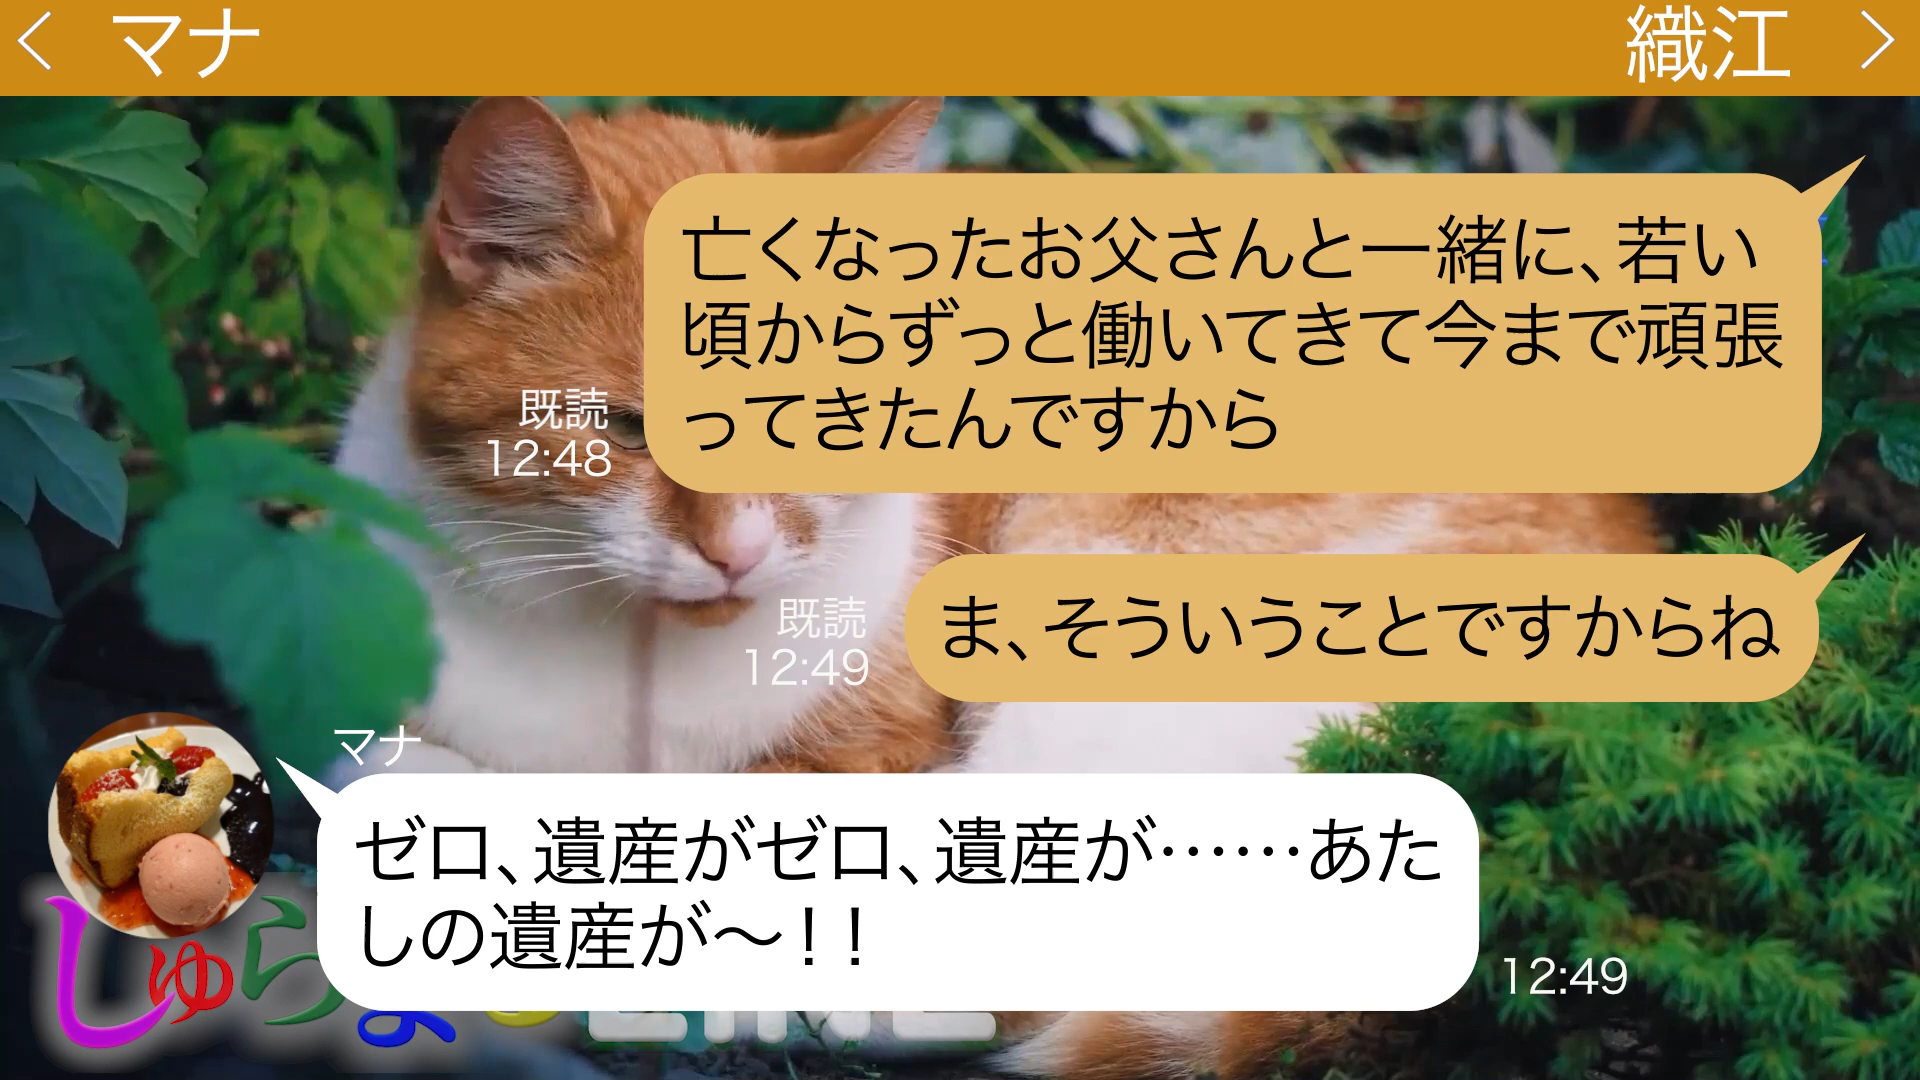 マナ
織江
亡くなったお父さんと一緒に、若い
頃からずっと働いてきて今まで頑張
ってきたんですから
既読
12:48
ま、そういうことですからね
既読
12:49
マナ
ゼロ、遺産がゼロ、遺産が……あた
しの遺産が〜！！
12:49
しゅら